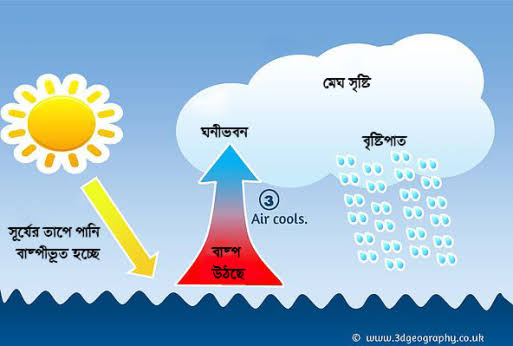 মেঘ সৃষ্টি
ঘনীভবন
বৃষ্টিপাত
3
Air cools.
সূর্যের তাপে পানি
বাষ্পীভূত হচ্ছে
বাষ্প
উঠছে
© www.3dgeography.co.uk